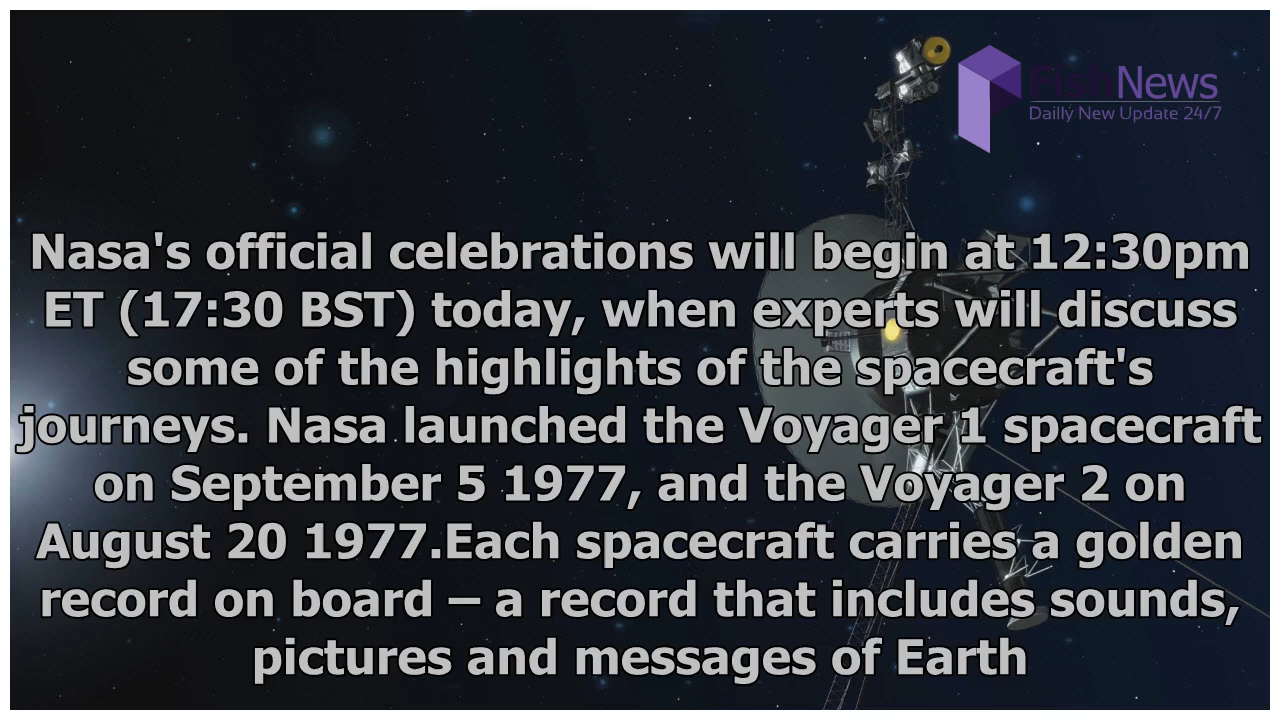 FishNews
Dailly New Update 24/7
Nasa's official celebrations will begin at 12:30pm
ET (17:30 BST) today, when experts will discuss
some of the highlights of the spacecraft's
journeys. Nasa launched the Voyager 1 spacecraft
on September 5 1977, and the Voyager 2 on
August 20 1977.Each spacecraft carries a golden
record on board – a record that includes sounds,
pictures and messages of Earth